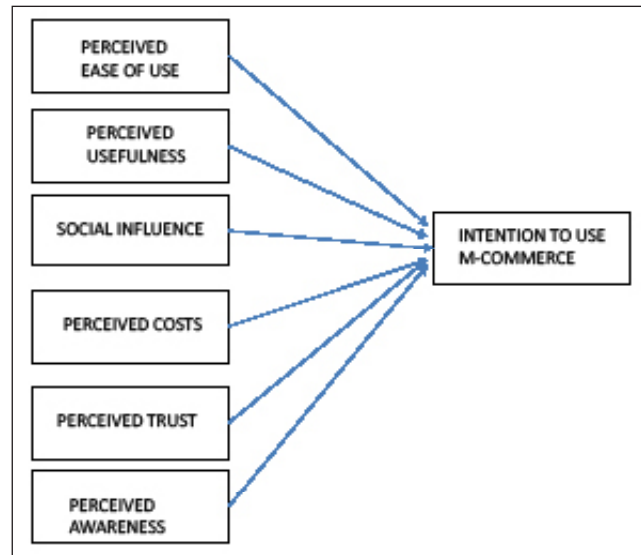 PERCEIVED
EASE OF USE
PERCEIVED
USEFULNESS
SOCIAL INFLUENCE
PERCEIVED COSTS
PERCEIVED TRUST
PERCEIVED
AWARENESS
INTENTION TO USE
M-COMMERCE